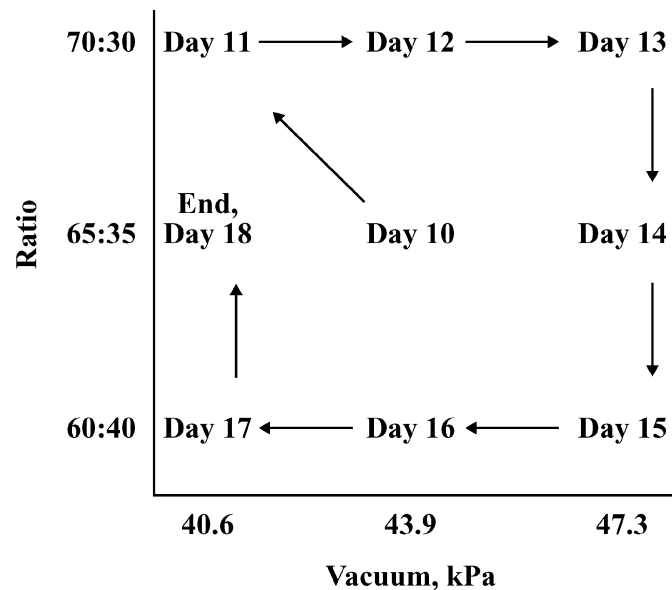 70:30 Day 11 Day 12 Day 13
End,
65:35 Day 18 Day 10 Day 14
Ratio
60:40 Day 17 Day 16 Day 15
40.6 43.9 47.3
Vacuum, kPa